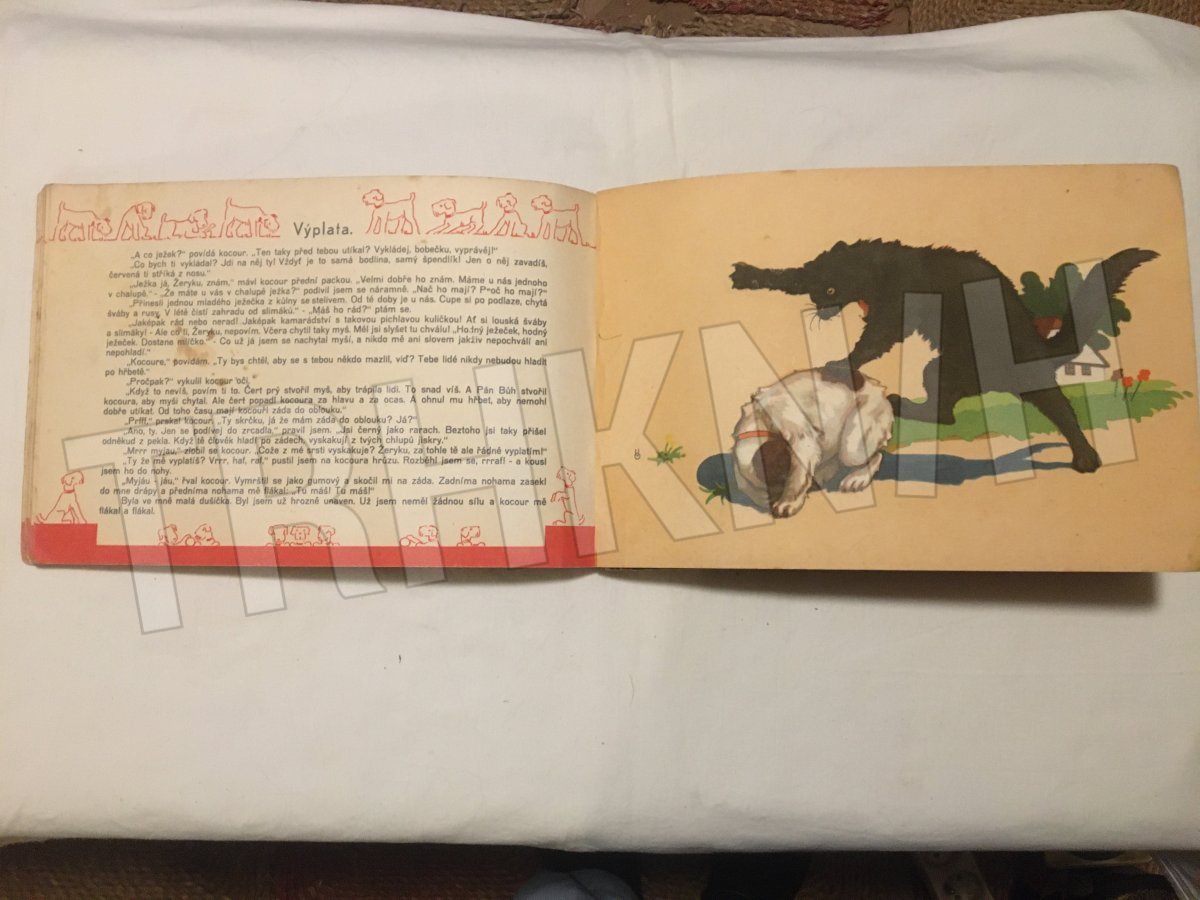 Výplata.
„A co ježek?“ povídá kocour. „Ten taky před tebou utíkal? Vykládej, bobečku, vyprávěj!“
„Co bych ti vykládal? Jdi na něj ty! Vždyť je to samá bodlina, samý špendlík! Jen o něj zavadíš,
červená ti stříká z nosu.“
„Ježka já, Žeryku, znám,“ mávl kocour přední packou. „Velmi dobře ho znám. Máme u nás jednoho
v chalupě.“ - „Že máte u vás v chalupě ježka?“ podivil jsem se náramně. „Nač ho mají? Proč ho mají?“
„Přinesli jednou mladého ježečka z kůlny se stelivem. Od té doby je u nás. Cupe si po podlaze, chytá
šváby a rusy. V létě čistí zahradu od slimáků.“ - „Máš ho rád?“ ptám se.
„Jaképak rád nebo nerad! Jaképak kamarádství s takovou pichlavou kuličkou! Ať si louská šváby
a slimáky! - Ale co ti, Žeryku, nepovím. Včera chytil taky myš. Měl jsi slyšet tu chválu! „Hodný ježeček, hodný
ježeček. Dostane mlíčko.“ - Co už já jsem se nachytal myší, a nikdo mě ani slovem jakživ nepochválí ani
nepohladí.“
„Kocoure,“ povídám. „Ty bys chtěl, aby se s tebou někdo mazlil, viď? Tebe lidé nikdy nebudou hladit
po hřbetě.“
„Pročpak?“ vykulil kocour oči.
„Když to nevíš, povím ti to. Čert prý stvořil myš, aby trápila lidi. To snad víš. A Pán Bůh stvořil
kocoura, aby myši chytal. Ale čert popadl kocoura za hlavu a za ocas. A ohnul mu hřbet, aby nemohl
dobře utíkat. Od toho času mají kocouři záda do oblouku.“
„Prfff,“ prskal kocour. „Ty skrčku, já že mám záda do oblouku? Já?“
„Ano, ty. Jen se podívej do zrcadla,“ pravil jsem. „Jsi černý jako rarach. Beztoho jsi taky přišel
odněkud z pekla. Když tě člověk hladí po zádech, vyskakují z tvých chlupů jiskry.“
„Mrrr myjau,“ zlobil se kocour. „Cože z mé srsti vyskakuje? Žeryku, za tohle tě ale řádně vyplatím!“
„Ty že mě vyplatíš? Vrrr, haf, raf,“ pustil jsem na kocoura hrůzu. Rozběhl jsem se, rrraf! - a kousl
jsem ho do nohy.
„Myjáu - jáu,“ řval kocour. Vymrštil se jako gumový a skočil mi na záda. Zadníma nohama zasekl
do mne drápy a předníma nohama mě flákal: „Tu máš! Tu máš!“
Byla ve mně malá dušička. Byl jsem už hrozně unaven. Už jsem neměl žádnou sílu a kocour mě
flákal a flákal.
TRHKNIH